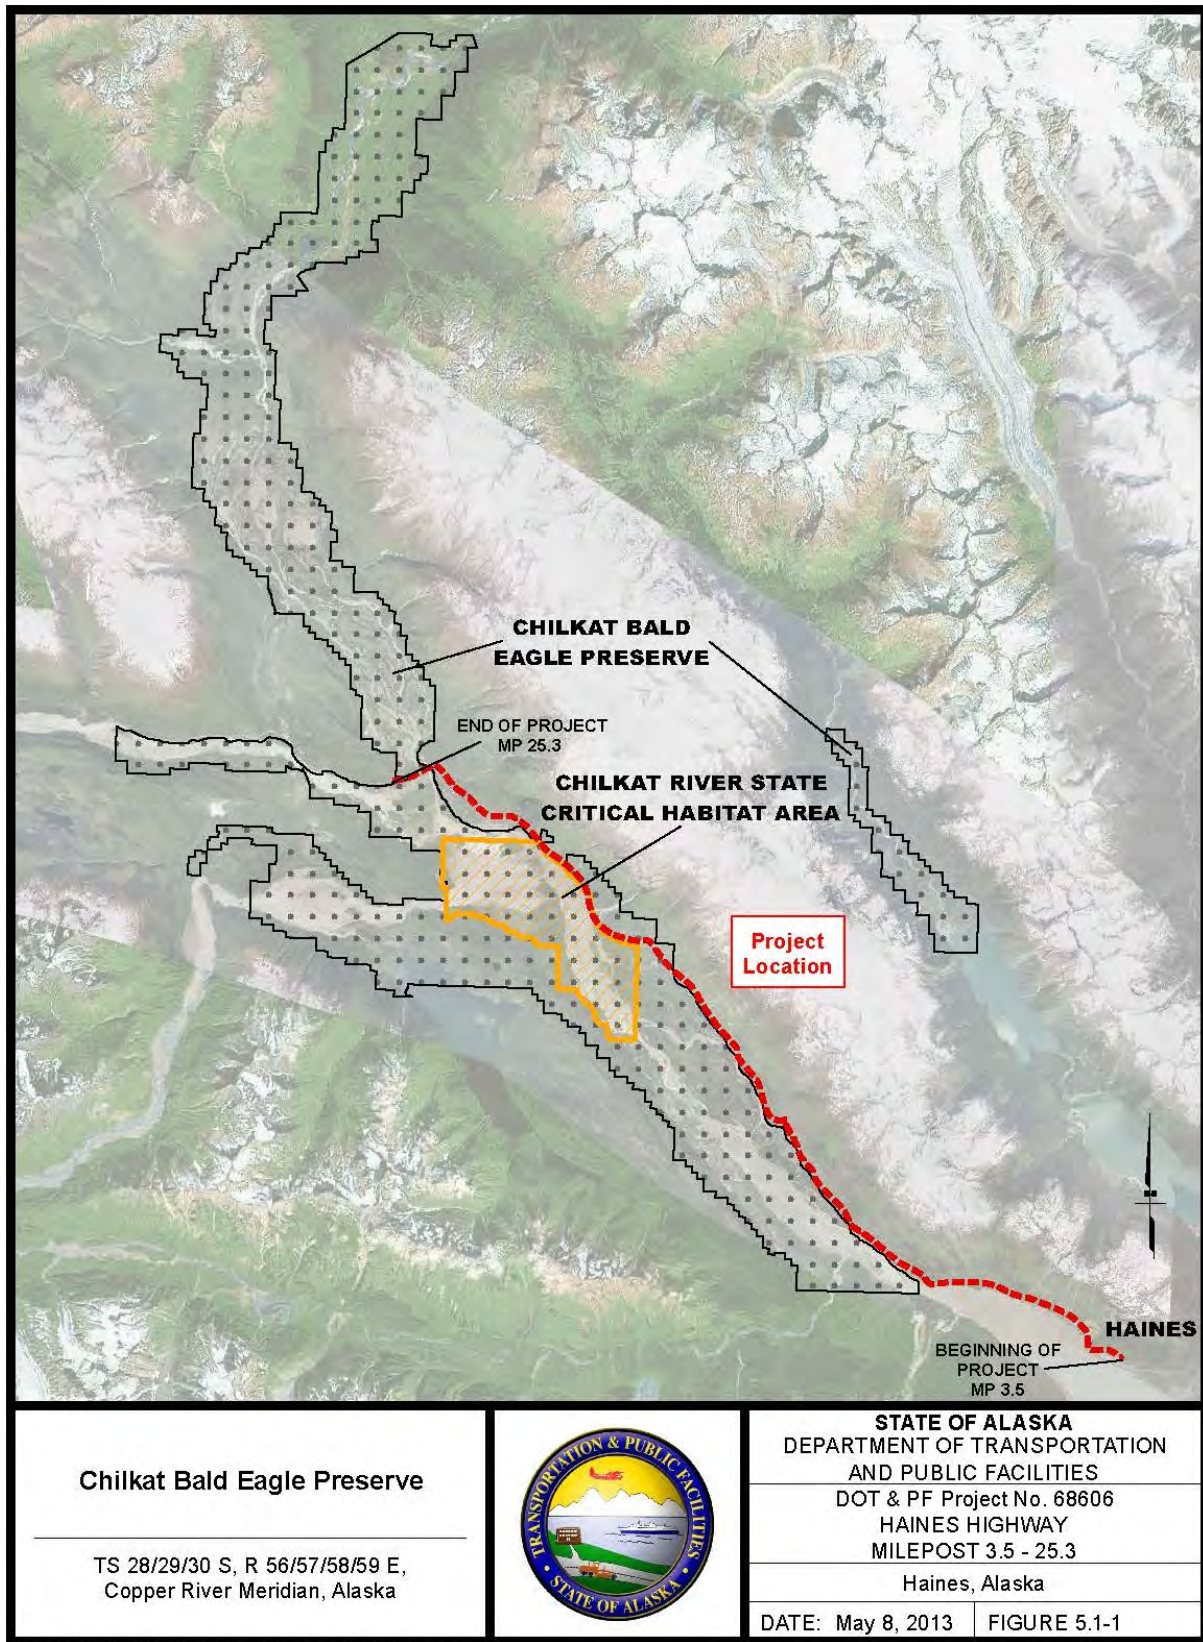 CHILKAT BALD
EAGLE PRESERVE
END OF PROJECT
MP 25.3
CHILKAT RIVER STATE
CRITICAL HABITAT AREA
Project
Location
HAINES
BEGINNING OF
PROJECT
MP 3.5
Chilkat Bald Eagle Preserve
TS 28/29/30 S, R 56/57/58/59 E,
Copper River Meridian, Alaska
TRANSPORTATION & PUBLIC FACILITIES
STATE OF ALASKA
STATE OF ALASKA
DEPARTMENT OF TRANSPORTATION
AND PUBLIC FACILITIES
DOT & PF Project No. 68606
HAINES HIGHWAY
MILEPOST 3.5 - 25.3
Haines, Alaska
DATE: May 8, 2013
FIGURE 5.1-1